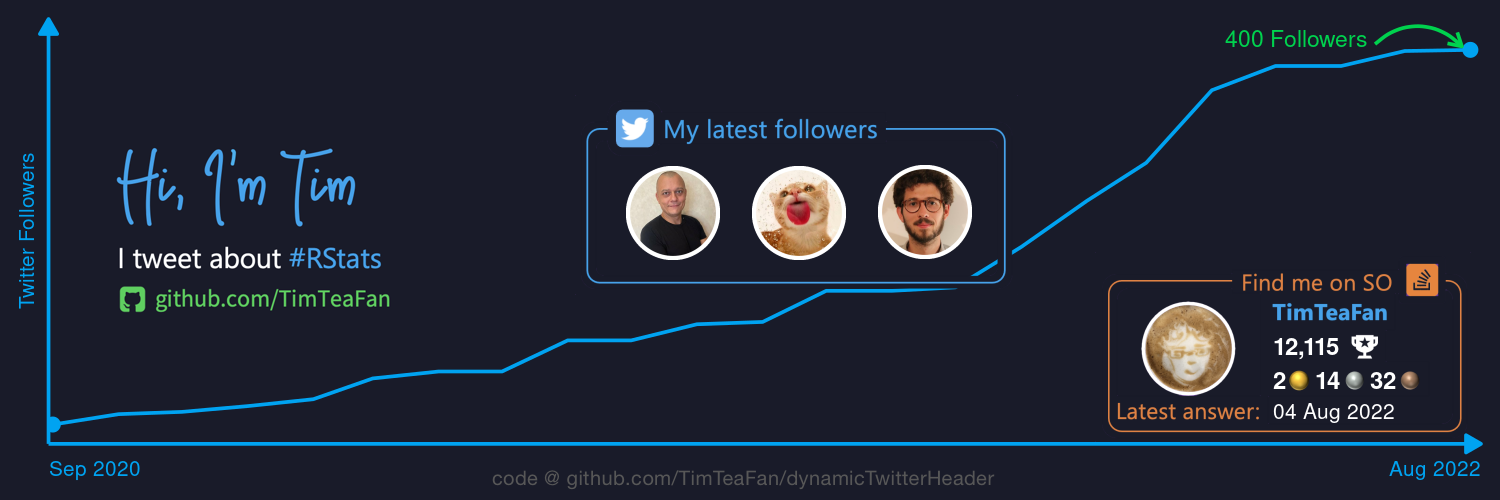 400 Followers
My latest followers
Hi, I'm Tim
I tweet about #RStats
github.com/TimTeaFan
Twitter Followers
Find me on SO
TimTeaFan
12,115
2 14 32
Latest answer: 04 Aug 2022
Sep 2020
Aug 2022
code @ github.com/TimTeaFan/dynamicTwitterHeader